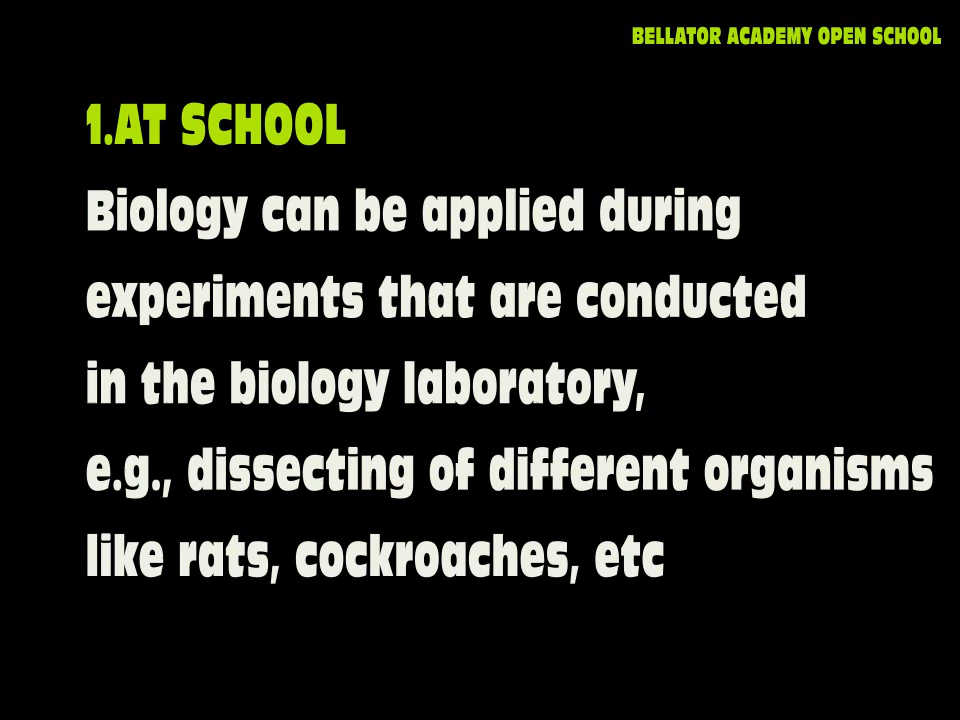 BELLATOR ACADEMY OPEN SCHOOL
1.AT SCHOOL
Biology can be applied during
experiments that are conducted
in the biology laboratory,
e.g., dissecting of different organisms
like rats, cockroaches, etc